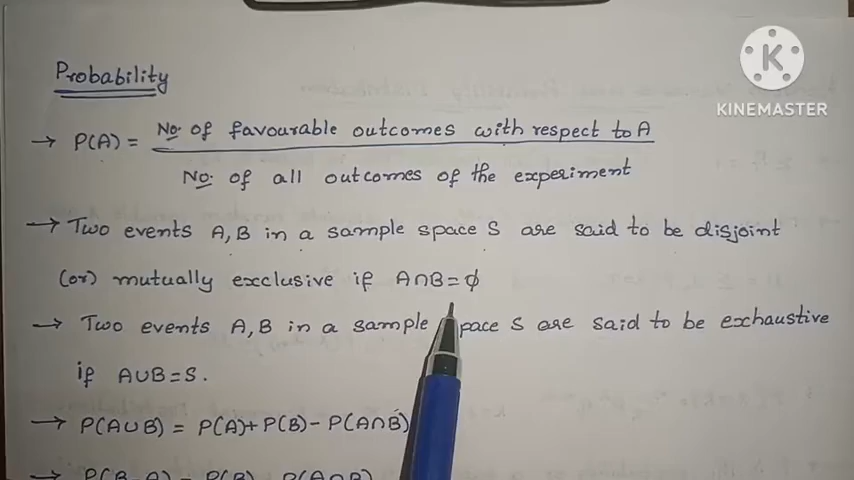 Probability
KINEMASTER
→ P(A) = No. of favourable outcomes with respect to A
No. of all outcomes of the experiment
→ Two events A, B in a sample space S are said to be disjoint
(or) mutually exclusive if A∩B=ϕ
→ Two events A, B in a sample space S are said to be exhaustive
if A∪B=S.
→ P(A∪B) = P(A)+P(B)-P(A∩B)
→ P(B-A) = P(B) P(A∩B)